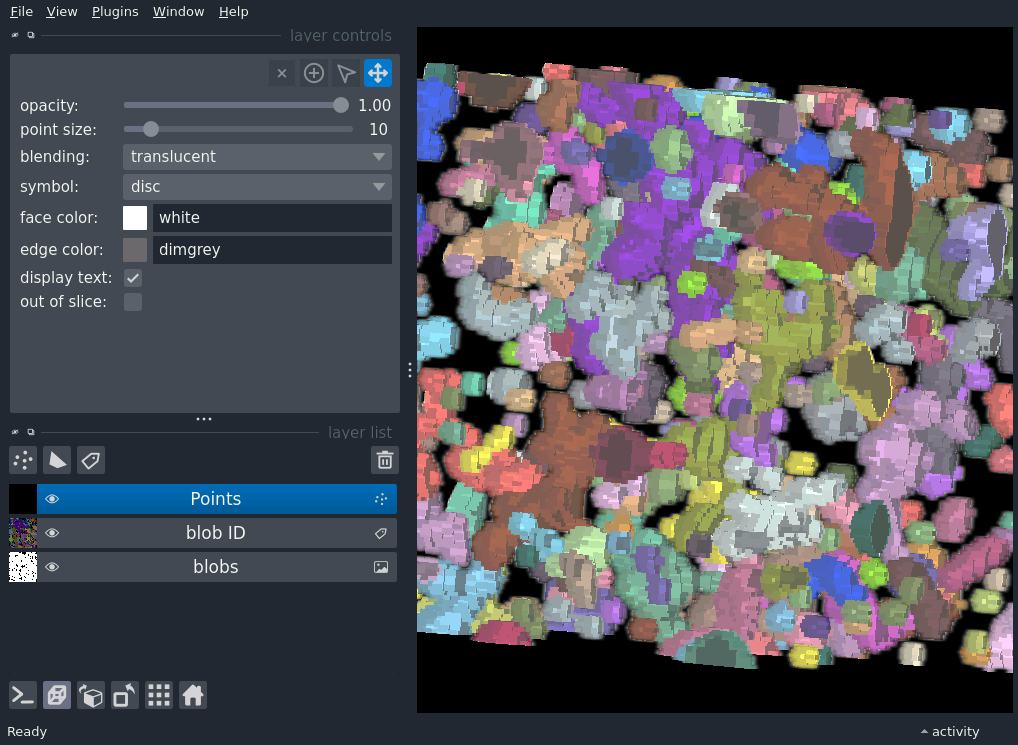 File View Plugins Window Help
layer controls
opacity: 1.00
point size: 10
blending: translucent
symbol: disc
face color: white
edge color: dimgrey
display text:
out of slice:
layer list
Points
blob ID
blobs
Ready
activity